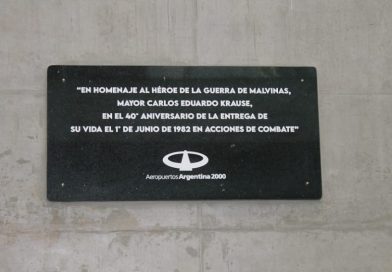 "EN HOMENAJE AL HÉROE DE LA GUERRA DE MALVINAS,
MAYOR CARLOS EDUARDO KRAUSE,
EN EL 40° ANIVERSARIO DE LA ENTREGA DE
SU VIDA EL 1° DE JUNIO DE 1982 EN ACCIONES DE COMBATE"
Aeropuertos Argentina 2000